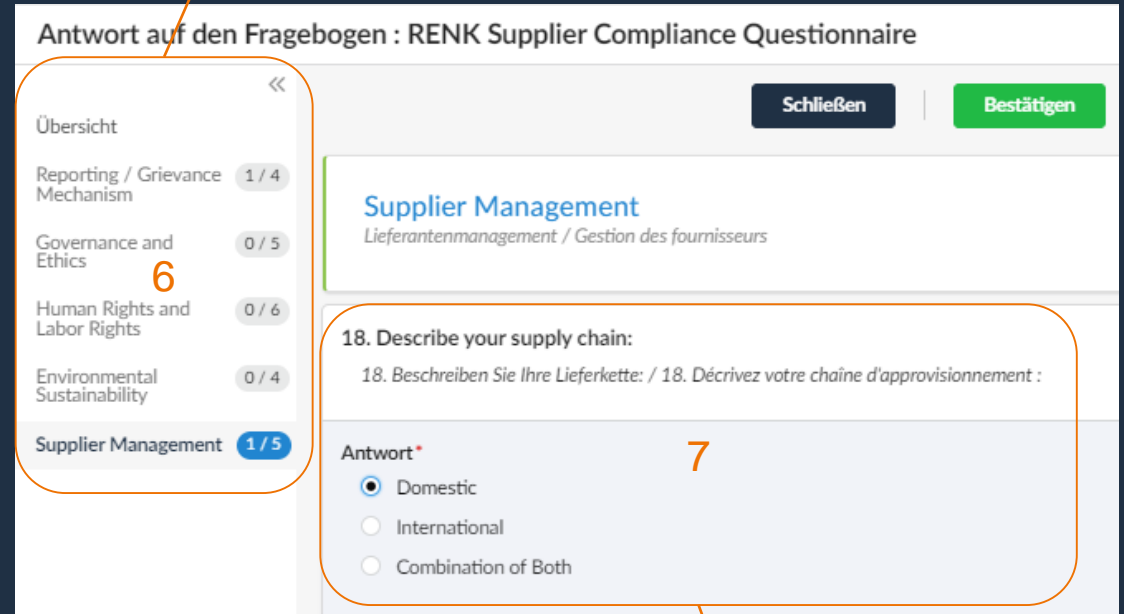 Antwort auf den Fragebogen : RENK Supplier Compliance Questionnaire
«
Schließen
Bestätigen
Übersicht
Reporting / Grievance
Mechanism
1 / 4
Governance and
Ethics
0 / 5
6
Human Rights and
Labor Rights
0 / 6
Environmental
Sustainability
0 / 4
Supplier Management
1 / 5
Supplier Management
Lieferantenmanagement / Gestion des fournisseurs
18. Describe your supply chain:
18. Beschreiben Sie Ihre Lieferkette: / 18. Décrivez votre chaîne d'approvisionnement :
7
Antwort*
Domestic
International
Combination of Both